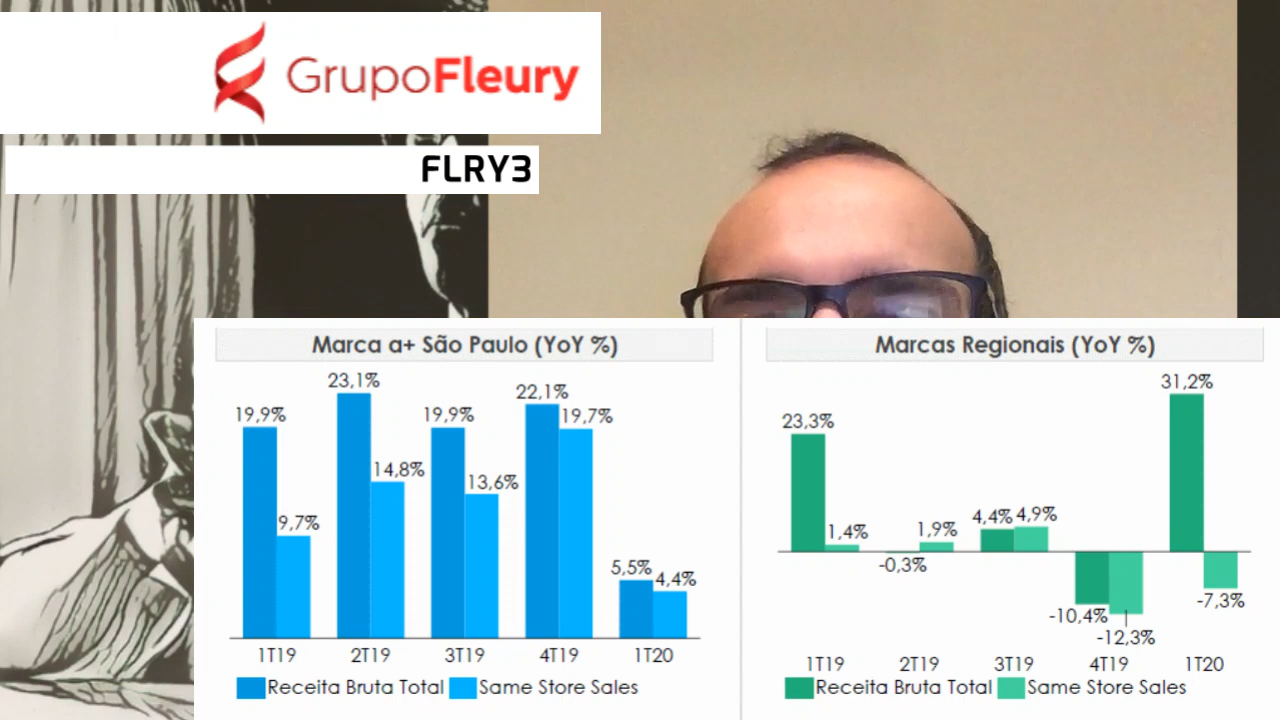 GrupoFleury
FLRY3
Marca a+ São Paulo (YoY %)
23,1%
22,1%
19,9%
19,9%
19,7%
14,8%
13,6%
9,7%
5,5%
4,4%
1T19
2T19
3T19
4T19
1T20
Receita Bruta Total
Same Store Sales
Marcas Regionais (YoY %)
31,2%
23,3%
1,4%
1,9%
4,4%
4,9%
-0,3%
-10,4%
-7,3%
-12,3%
1T19
2T19
3T19
4T19
1T20
Receita Bruta Total
Same Store Sales